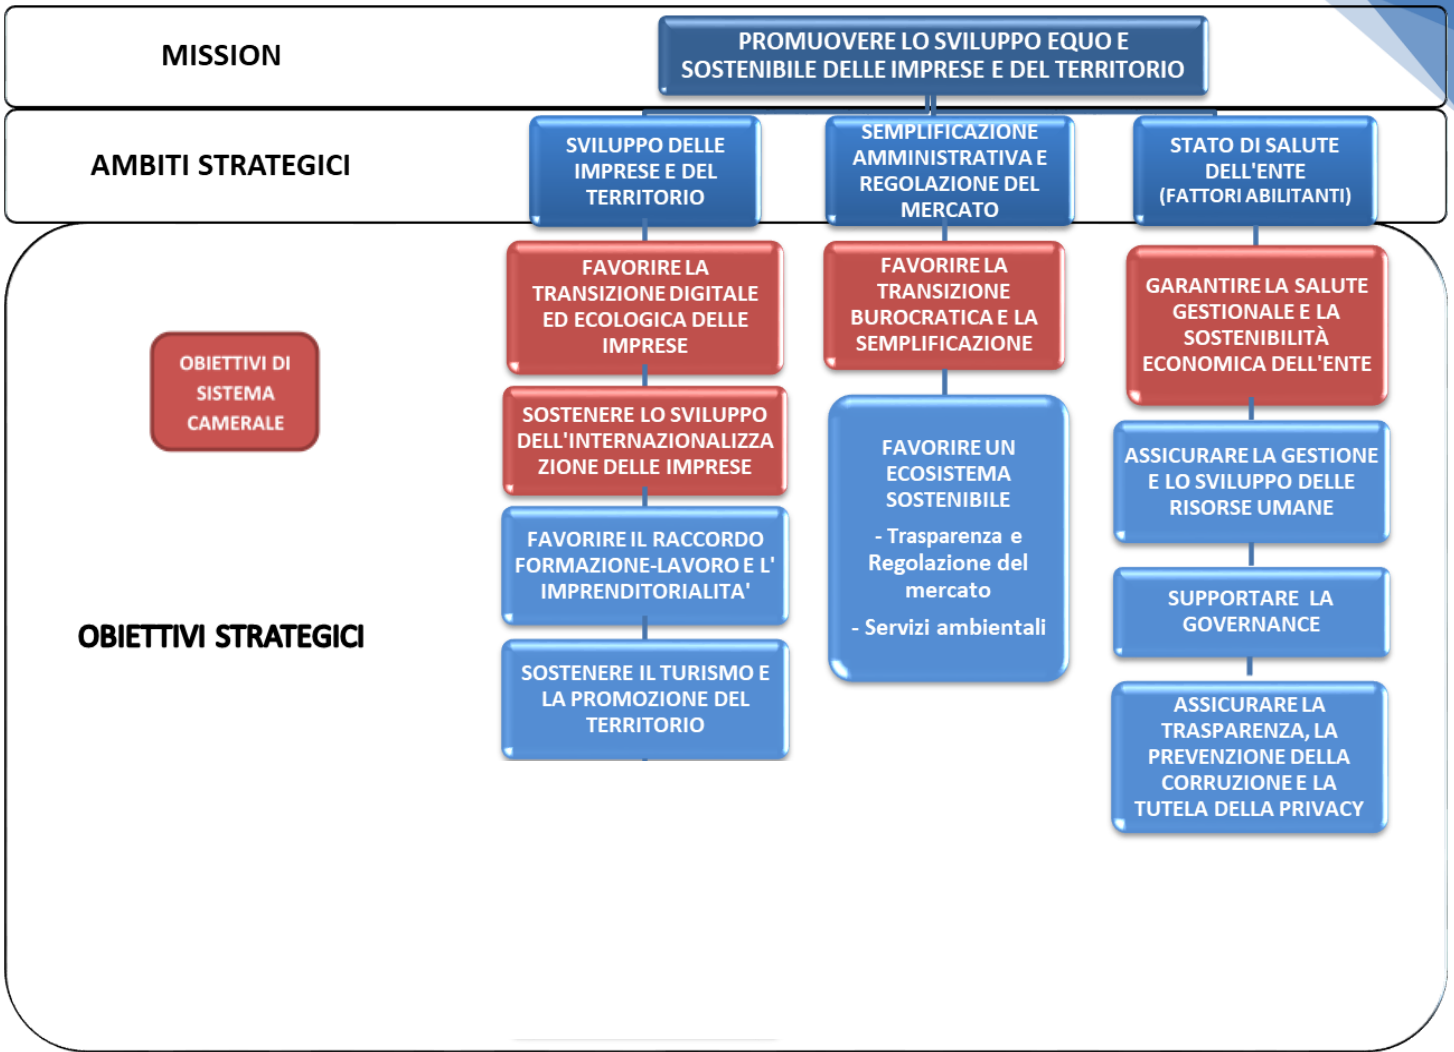 MISSION
PROMUOVERE LO SVILUPPO EQUO E
SOSTENIBILE DELLE IMPRESE E DEL TERRITORIO
AMBITI STRATEGICI
SVILUPPO DELLE
IMPRESE E DEL
TERRITORIO
SEMPLIFICAZIONE
AMMINISTRATIVA E
REGOLAZIONE DEL
MERCATO
STATO DI SALUTE
DELL'ENTE
(FATTORI ABILITANTI)
OBIETTIVI DI
SISTEMA
CAMERALE
OBIETTIVI STRATEGICI
FAVORIRE LA
TRANSIZIONE DIGITALE
ED ECOLOGICA DELLE
IMPRESE
SOSTENERE LO SVILUPPO
DELL'INTERNAZIONALIZZA
ZIONE DELLE IMPRESE
FAVORIRE IL RACCORDO
FORMAZIONE-LAVORO E L'
IMPRENDITORIALITA'
SOSTENERE IL TURISMO E
LA PROMOZIONE DEL
TERRITORIO
FAVORIRE LA
TRANSIZIONE
BUROCRATICA E LA
SEMPLIFICAZIONE
FAVORIRE UN
ECOSISTEMA
SOSTENIBILE
- Trasparenza e
Regolazione del
mercato
- Servizi ambientali
GARANTIRE LA SALUTE
GESTIONALE E LA
SOSTENIBILITÀ
ECONOMICA DELL'ENTE
ASSICURARE LA GESTIONE
E LO SVILUPPO DELLE
RISORSE UMANE
SUPPORTARE LA
GOVERNANCE
ASSICURARE LA
TRASPARENZA, LA
PREVENZIONE DELLA
CORRUZIONE E LA
TUTELA DELLA PRIVACY